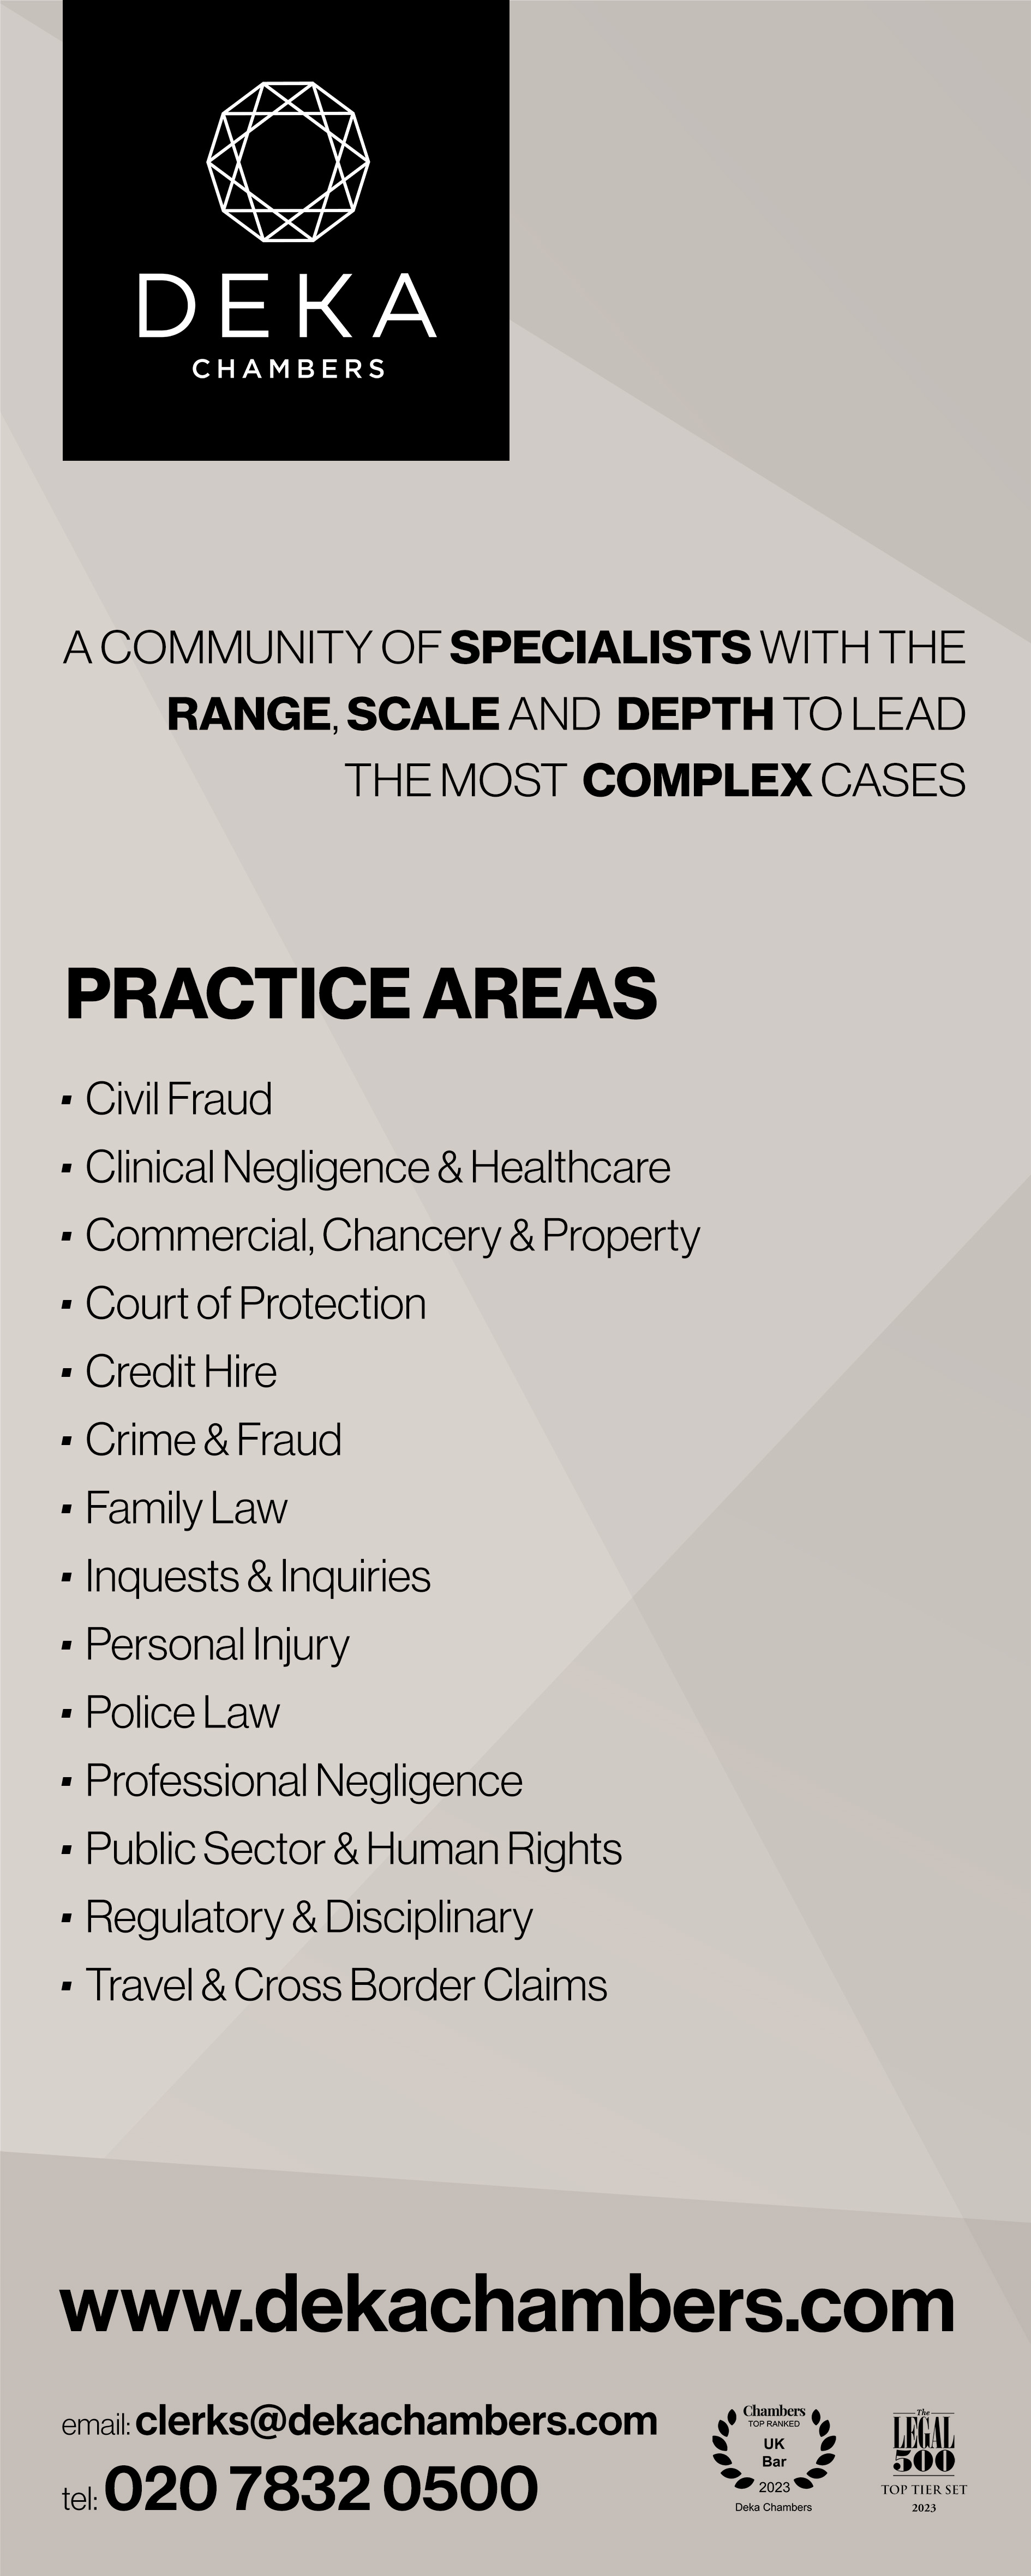 DEKA
CHAMBERS
A COMMUNITY OF SPECIALISTS WITH THE
RANGE, SCALE AND DEPTH TO LEAD
THE MOST COMPLEX CASES
PRACTICE AREAS
▪ Civil Fraud
▪ Clinical Negligence & Healthcare
▪ Commercial, Chancery & Property
▪ Court of Protection
▪ Credit Hire
▪ Crime & Fraud
▪ Family Law
▪ Inquests & Inquiries
▪ Personal Injury
▪ Police Law
▪ Professional Negligence
▪ Public Sector & Human Rights
▪ Regulatory & Disciplinary
▪ Travel & Cross Border Claims
www.dekachambers.com
email: clerks@dekachambers.com
tel: 020 7832 0500
Chambers
TOP RANKED
UK
Bar
2023
Deka Chambers
The
LEGAL
500
TOP TIER SET
2023